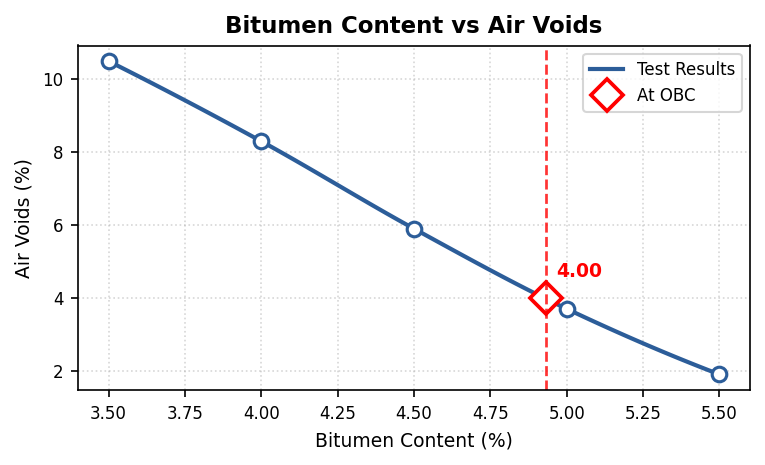 Bitumen Content vs Air Voids
Test Results
At OBC
4.00
Air Voids (%)
10
8
6
4
2
3.50 3.75 4.00 4.25 4.50 4.75 5.00 5.25 5.50
Bitumen Content (%)